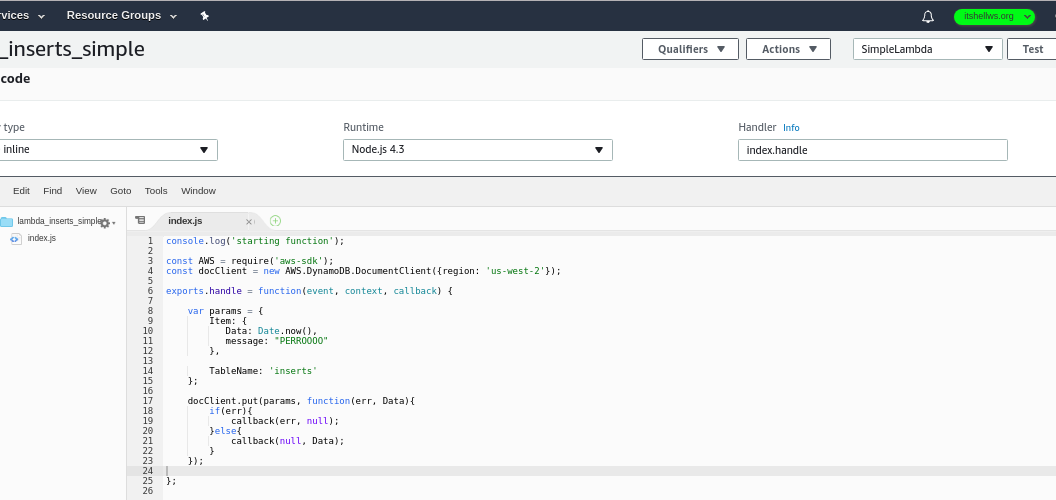 rvices Resource Groups itshellws.org
_inserts_simple Qualifiers Actions SimpleLambda Test
code
type Runtime Handler Info
inline Node.js 4.3 index.handle
Edit Find View Goto Tools Window
lambda_inserts_simple index.js
index.js
1 console.log('starting function');
2
3 const AWS = require('aws-sdk');
4 const docClient = new AWS.DynamoDB.DocumentClient({region: 'us-west-2'});
5
6 exports.handle = function(event, context, callback) {
7
8 var params = {
9 Item: {
10 Data: Date.now(),
11 message: "PERROOOO"
12 },
13
14 TableName: 'inserts'
15 };
16
17 docClient.put(params, function(err, Data){
18 if(err){
19 callback(err, null);
20 }else{
21 callback(null, Data);
22 }
23 });
24
25 };
26